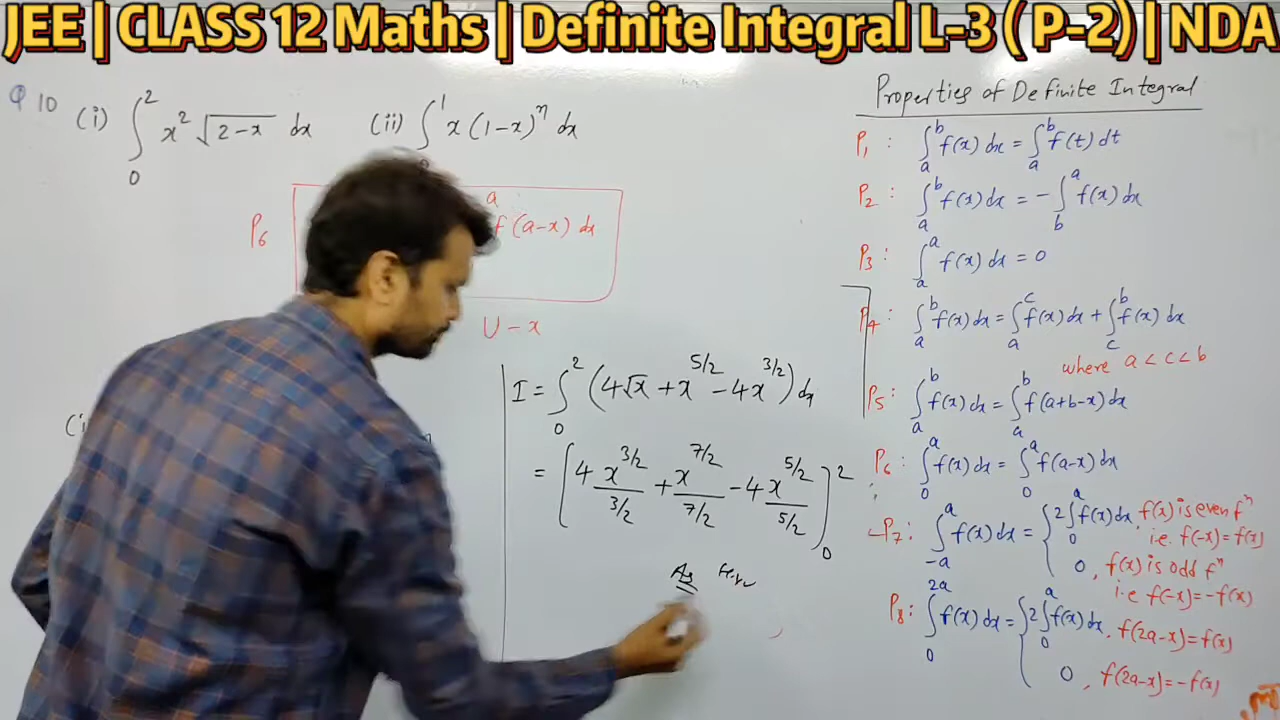 JEE | CLASS 12 Maths | Definite Integral L-3 ( P-2) | NDA
Q 10 (i) ∫₀² x² √(2-x) dx (ii) ∫₀¹ x (1-x)ⁿ dx
P₆ a f(a-x) dx
U - x
I = ∫₀² (4√x + x^(5/2) - 4x^(3/2)) dx
= [4 x^(3/2)/(3/2) + x^(7/2)/(7/2) - 4 x^(5/2)/(5/2)]₀²
Properties of Definite Integral
P₁ : ∫ₐᵇ f(x) dx = ∫ₐᵇ f(t) dt
P₂ : ∫ₐᵇ f(x) dx = - ∫_b^a f(x) dx
P₃ : ∫ₐᵃ f(x) dx = 0
P₄ : ∫ₐᵇ f(x) dx = ∫ₐᶜ f(x) dx + ∫_c^b f(x) dx
where a < c < b
P₅ : ∫ₐᵇ f(x) dx = ∫ₐᵇ f(a+b-x) dx
P₆ : ∫₀ᵃ f(x) dx = ∫₀ᵃ f(a-x) dx
P₇ : ∫_{-a}^{a} f(x) dx = { 2∫₀ᵃ f(x) dx, f(x) is even fⁿ
i.e. f(-x) = f(x)
0, f(x) is odd fⁿ
i.e f(-x) = -f(x)
P₈ : ∫₀^{2a} f(x) dx = { 2∫₀ᵃ f(x) dx, f(2a-x) = f(x)
0, f(2a-x) = -f(x)